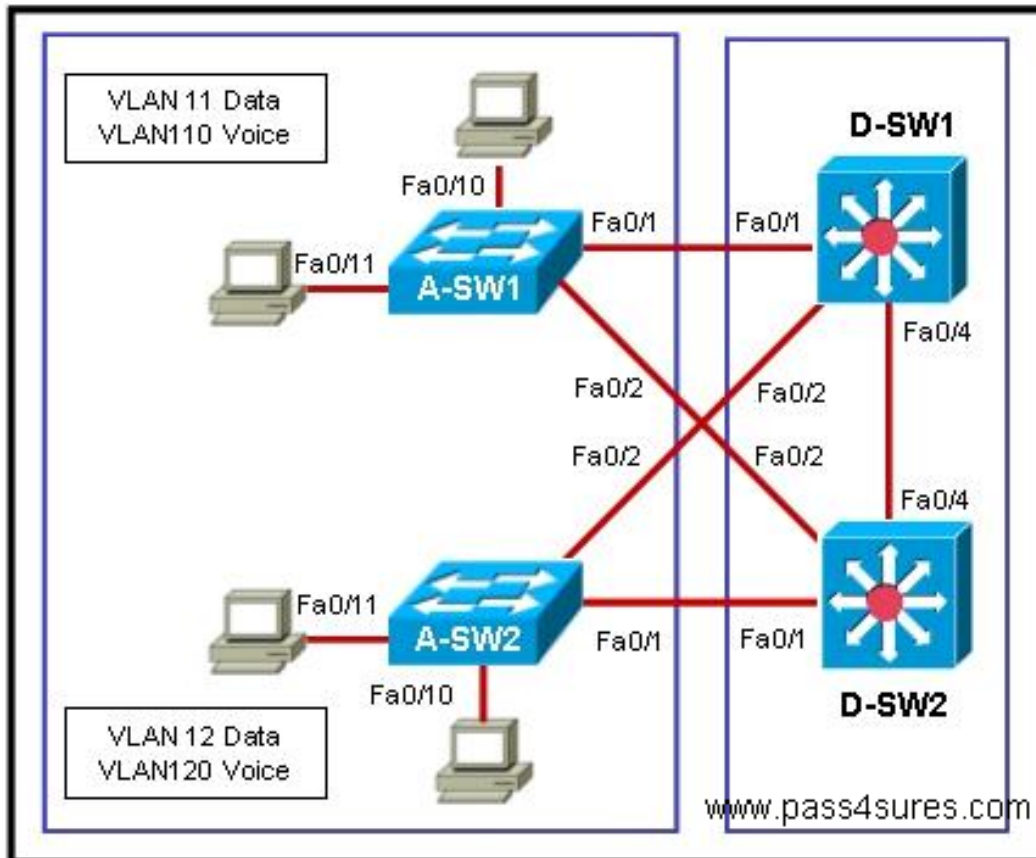 VLAN 11 Data
VLAN110 Voice
D-SW1
Fa0/10
Fa0/1
Fa0/1
Fa0/11
A-SW1
Fa0/4
Fa0/2
Fa0/2
Fa0/2
Fa0/2
Fa0/4
Fa0/11
A-SW2
Fa0/1
Fa0/1
Fa0/10
D-SW2
VLAN 12 Data
VLAN120 Voice
www.pass4sures.com